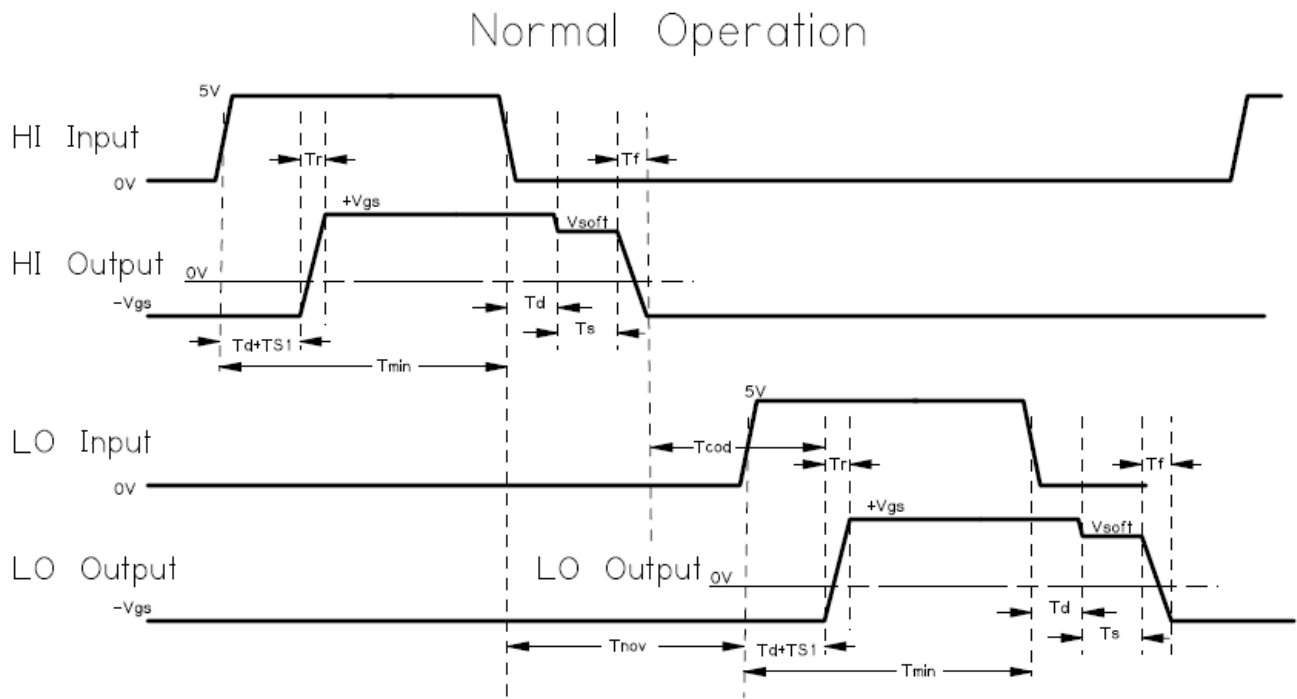 Normal Operation
5V
HI Input
Tr
Tf
0V
+Vgs
Vsoft
HI Output
0V
-Vgs
Td
Ts
Td+TS1
Tmin
5V
LO Input
Tcod
Tr
Tf
0V
+Vgs
Vsoft
LO Output
LO Output
0V
-Vgs
Td
Ts
Tnov
Td+TS1
Tmin